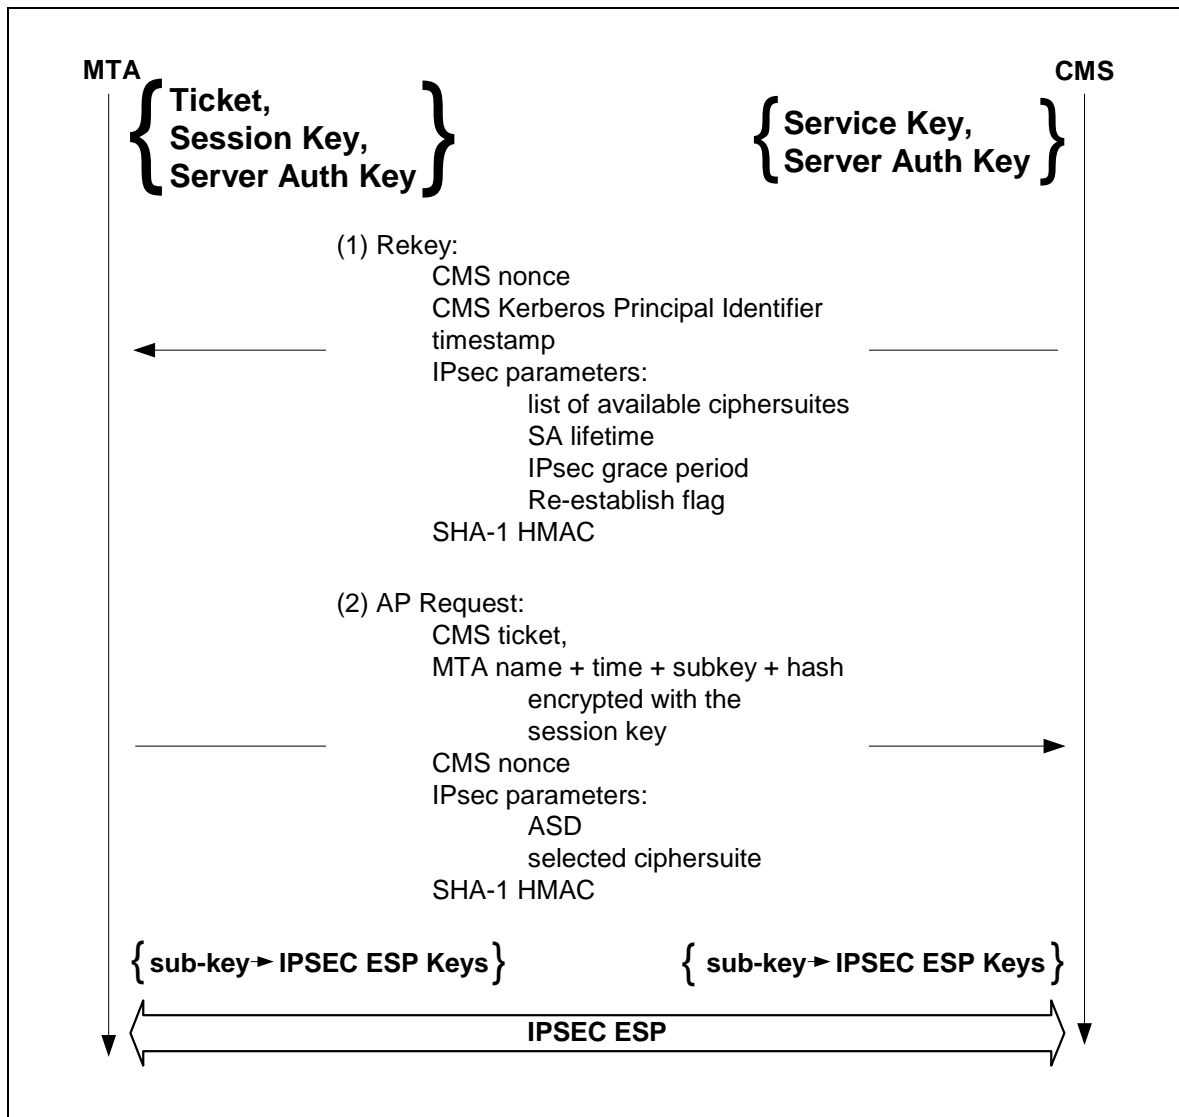 MTA
CMS
Ticket,
Session Key,
Server Auth Key
Service Key,
Server Auth Key
(1) Rekey:
CMS nonce
CMS Kerberos Principal Identifier
timestamp
IPsec parameters:
list of available ciphersuites
SA lifetime
IPsec grace period
Re-establish flag
SHA-1 HMAC
(2) AP Request:
CMS ticket,
MTA name + time + subkey + hash
encrypted with the
session key
CMS nonce
IPsec parameters:
ASD
selected ciphersuite
SHA-1 HMAC
{ sub-key→ IPSEC ESP Keys }
{ sub-key→ IPSEC ESP Keys }
IPSEC ESP